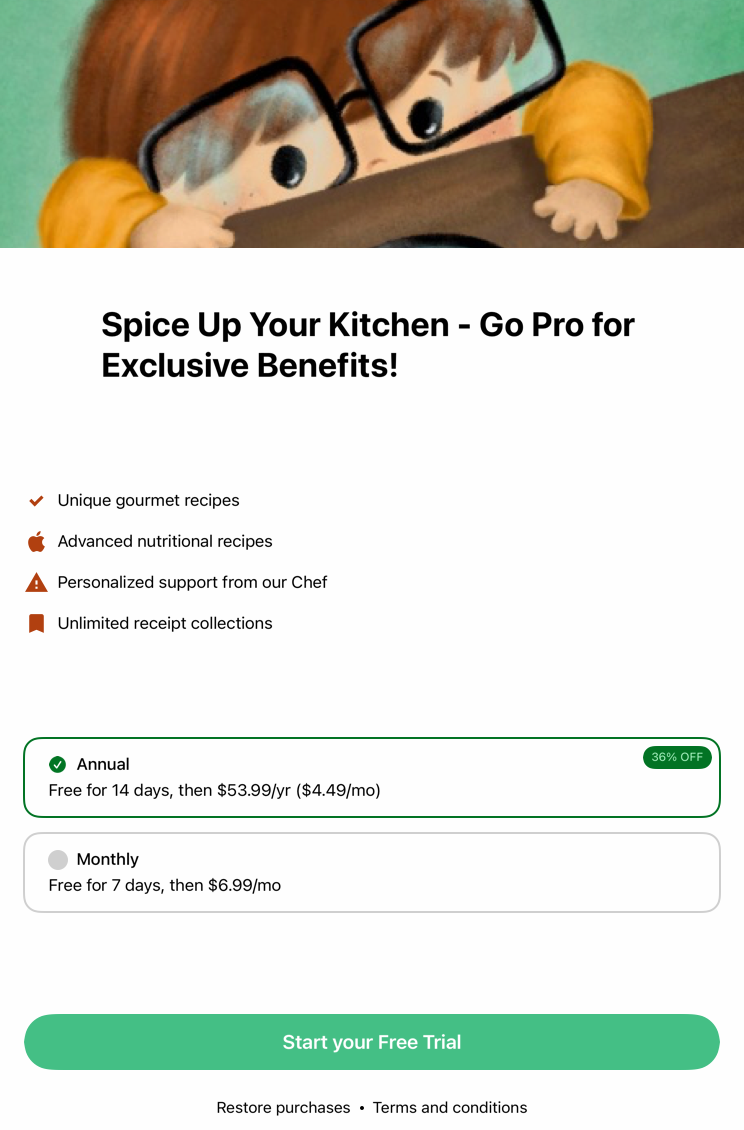 Spice Up Your Kitchen - Go Pro for
Exclusive Benefits!
Unique gourmet recipes
Advanced nutritional recipes
Personalized support from our Chef
Unlimited receipt collections
Annual
36% OFF
Free for 14 days, then $53.99/yr ($4.49/mo)
Monthly
Free for 7 days, then $6.99/mo
Start your Free Trial
Restore purchases • Terms and conditions